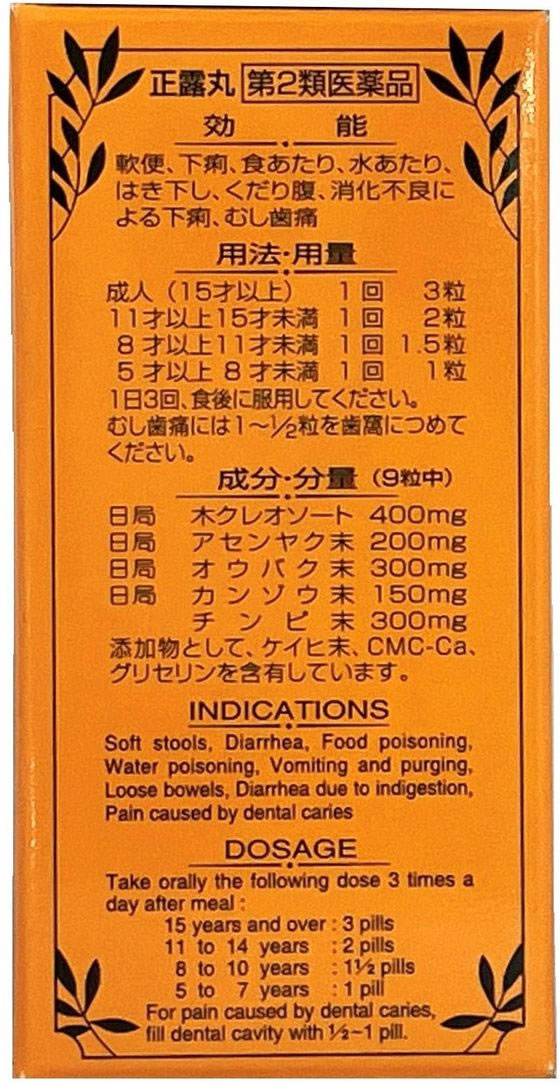 正露丸 第2類医薬品
効 能
軟便、下痢、食あたり、水あたり、
はき下し、くだり腹、消化不良に
よる下痢、むし歯痛
用法・用量
成人（15才以上） 1回 3粒
11才以上15才未満 1回 2粒
8才以上11才未満 1回 1.5粒
5才以上8才未満 1回 1粒
1日3回、食後に服用してください。
むし歯痛には1～½粒を歯窩につめて
ください。
成分・分量（9粒中）
日局 木クレオソート 400mg
日局 アセンヤク末 200mg
日局 オウバク末 300mg
日局 カンゾウ末 150mg
チンピ末 300mg
添加物として、ケイヒ末、CMC-Ca、
グリセリンを含有しています。
INDICATIONS
Soft stools, Diarrhea, Food poisoning,
Water poisoning, Vomiting and purging,
Loose bowels, Diarrhea due to indigestion,
Pain caused by dental caries
DOSAGE
Take orally the following dose 3 times a
day after meal :
15 years and over : 3 pills
11 to 14 years : 2 pills
8 to 10 years : 1½ pills
5 to 7 years : 1 pill
For pain caused by dental caries,
fill dental cavity with ½~1 pill.